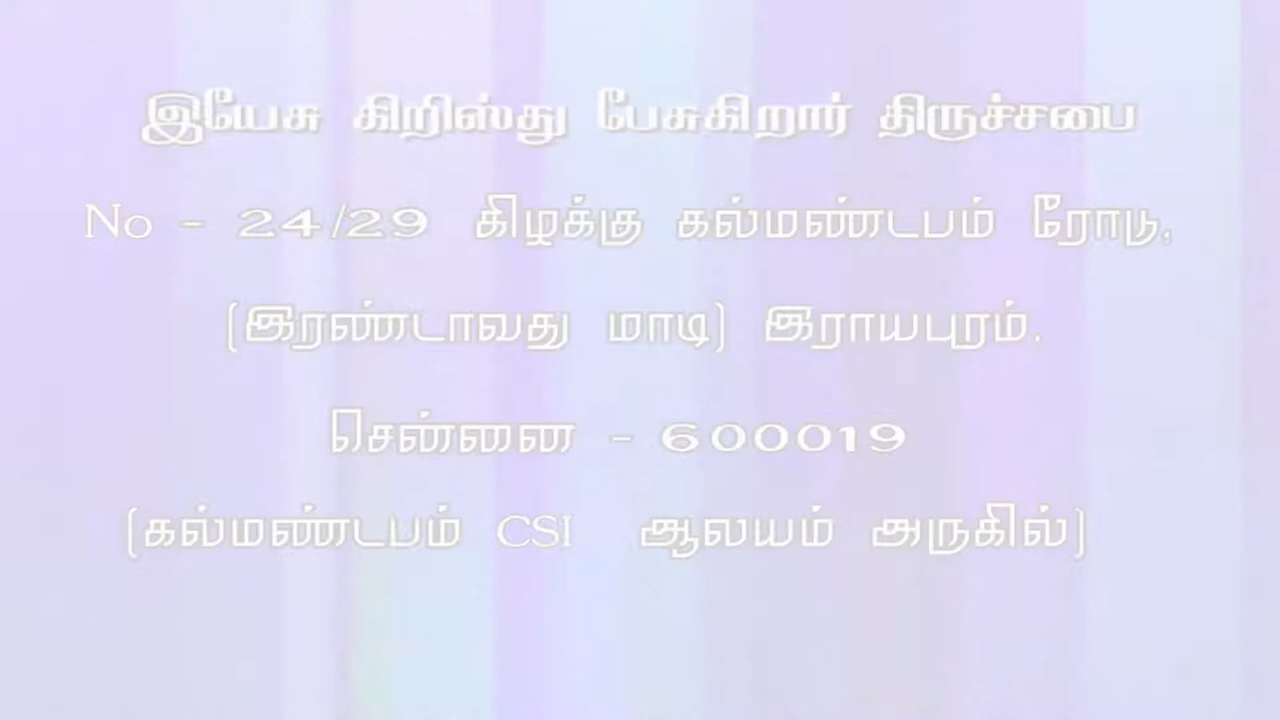 இயேசு கிறிஸ்து பேசுகிறார் திருச்சபை
No - 24/29 கிழக்கு கல்மண்டபம் ரோடு,
(இரண்டாவது மாடி) இராயபுரம்.
சென்னை - 600019
(கல்மண்டபம் CSI ஆலயம் அருகில்)